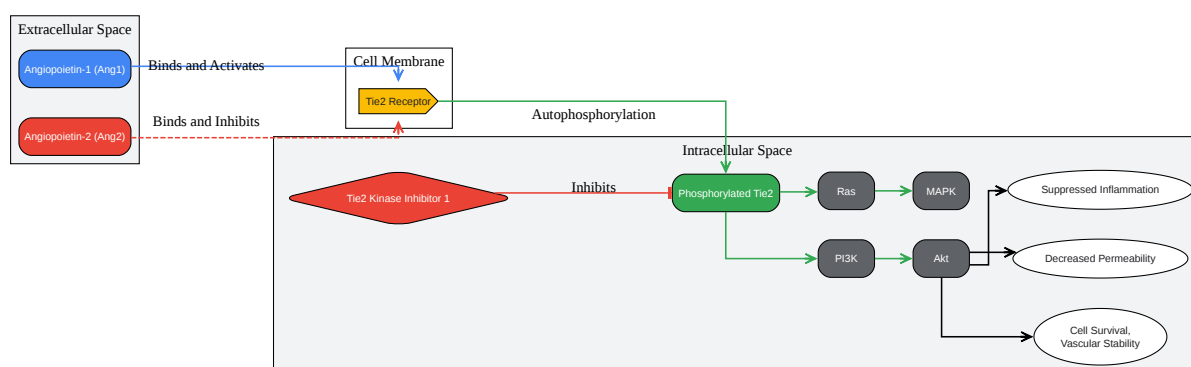 Extracellular Space
Angiopoietin-1 (Ang1)
Binds and Activates
Cell Membrane
Tie2 Receptor
Angiopoietin-2 (Ang2)
Binds and Inhibits
Autophosphorylation
Intracellular Space
Tie2 Kinase Inhibitor 1
Inhibits
Phosphorylated Tie2
Ras
MAPK
Suppressed Inflammation
PI3K
Akt
Decreased Permeability
Cell Survival,
Vascular Stability